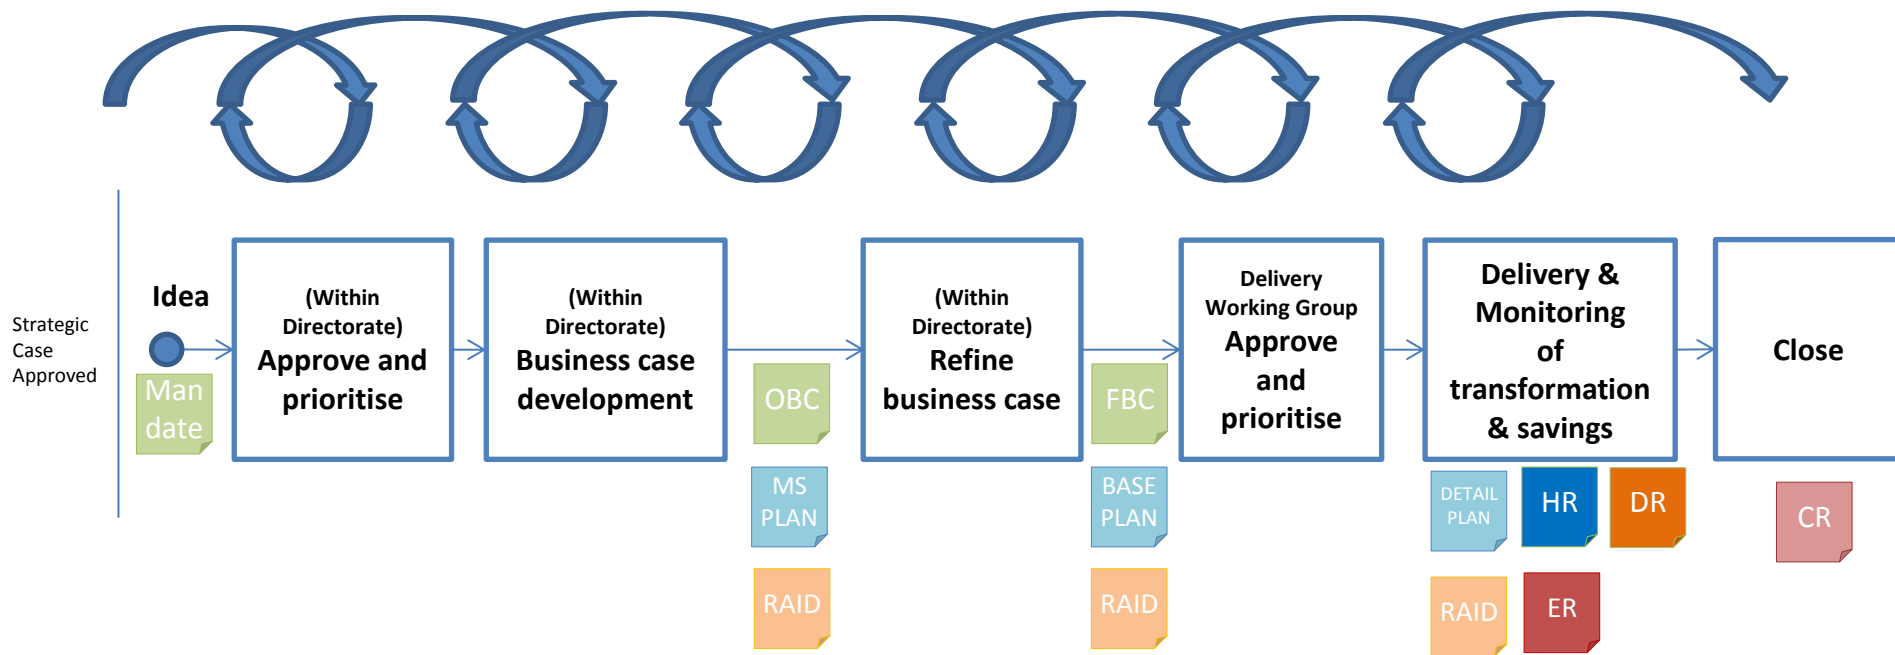 Strategic
Case
Approved
Idea
Man
date
(Within
Directorate)
Approve and
prioritise
(Within
Directorate)
Business case
development
OBC
MS
PLAN
RAID
(Within
Directorate)
Refine
business case
FBC
BASE
PLAN
RAID
Delivery
Working Group
Approve
and
prioritise
Delivery &
Monitoring
of
transformation
& savings
DETAIL
PLAN
HR
DR
RAID
ER
Close
CR